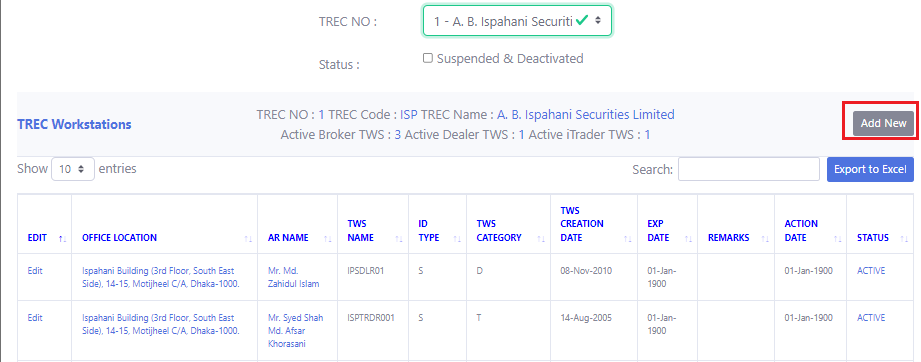 TREC NO :
1 - A. B. Ispahani Securiti
Status :
Suspended & Deactivated
TREC Workstations
TREC NO : 1 TREC Code : ISP TREC Name : A. B. Ispahani Securities Limited
Active Broker TWS : 3 Active Dealer TWS : 1 Active iTrader TWS : 1
Add New
Show 10 entries
Search:
Export to Excel
EDIT
OFFICE LOCATION
AR NAME
TWS
NAME
ID
TYPE
TWS
CATEGORY
TWS
CREATION
DATE
EXP
DATE
REMARKS
ACTION
DATE
STATUS
Edit
Ispahani Building (3rd Floor, South East
Side), 14-15, Motijheel C/A, Dhaka-1000.
Mr. Md.
Zahidul Islam
IPSDLR01
S
D
08-Nov-2010
01-Jan-
1900
01-Jan-1900
ACTIVE
Edit
Ispahani Building (3rd Floor, South East
Side), 14-15, Motijheel C/A, Dhaka-1000.
Mr. Syed Shah
Md. Afsar
Khorasani
ISPTRDR001
S
T
14-Aug-2005
01-Jan-
1900
01-Jan-1900
ACTIVE